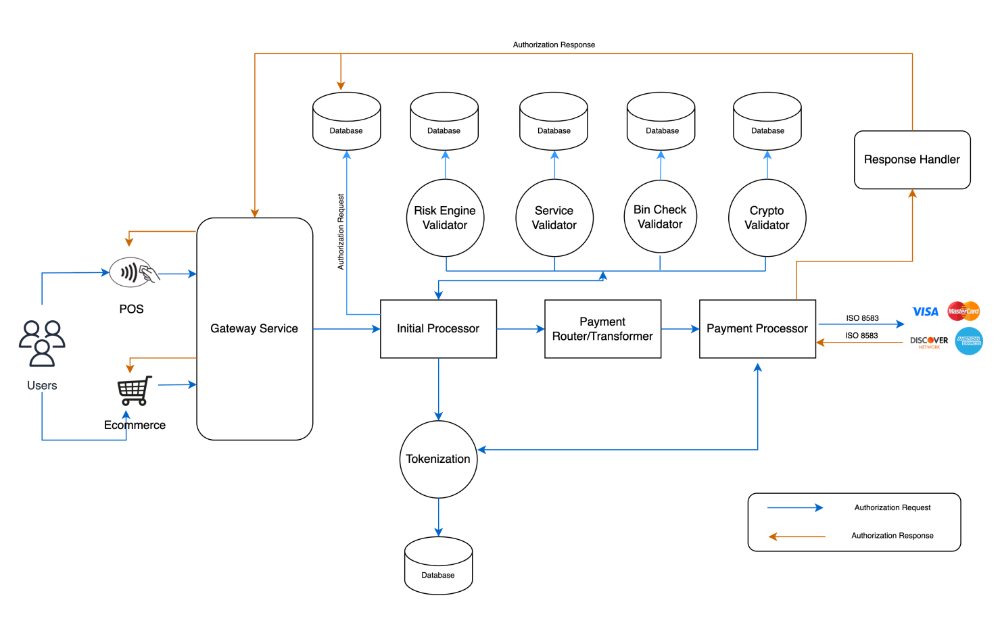 Authorization Response
Database
Database
Database
Database
Database
Response Handler
Authorization Request
Risk Engine
Validator
Service
Validator
Bin Check
Validator
Crypto
Validator
POS
Gateway Service
Initial Processor
Payment
Router/Transformer
Payment Processor
ISO 8583
ISO 8583
VISA
MasterCard
DISCOVER
NETWORK
AMERICAN
EXPRESS
Users
Ecommerce
Tokenization
Database
Authorization Request
Authorization Response